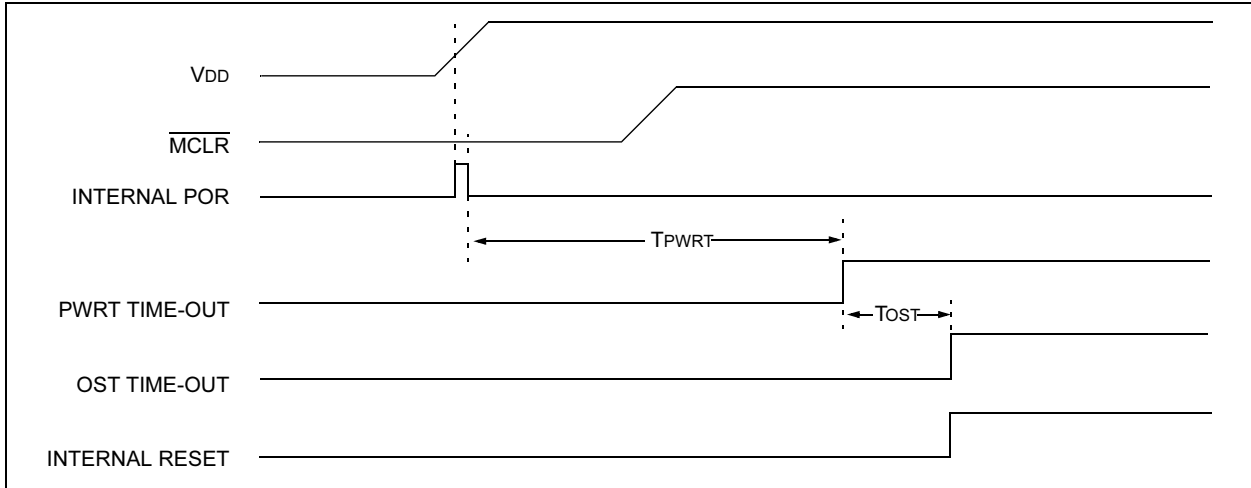 VDD
MCLR
INTERNAL POR
TPWRT
PWRT TIME-OUT
TOST
OST TIME-OUT
INTERNAL RESET